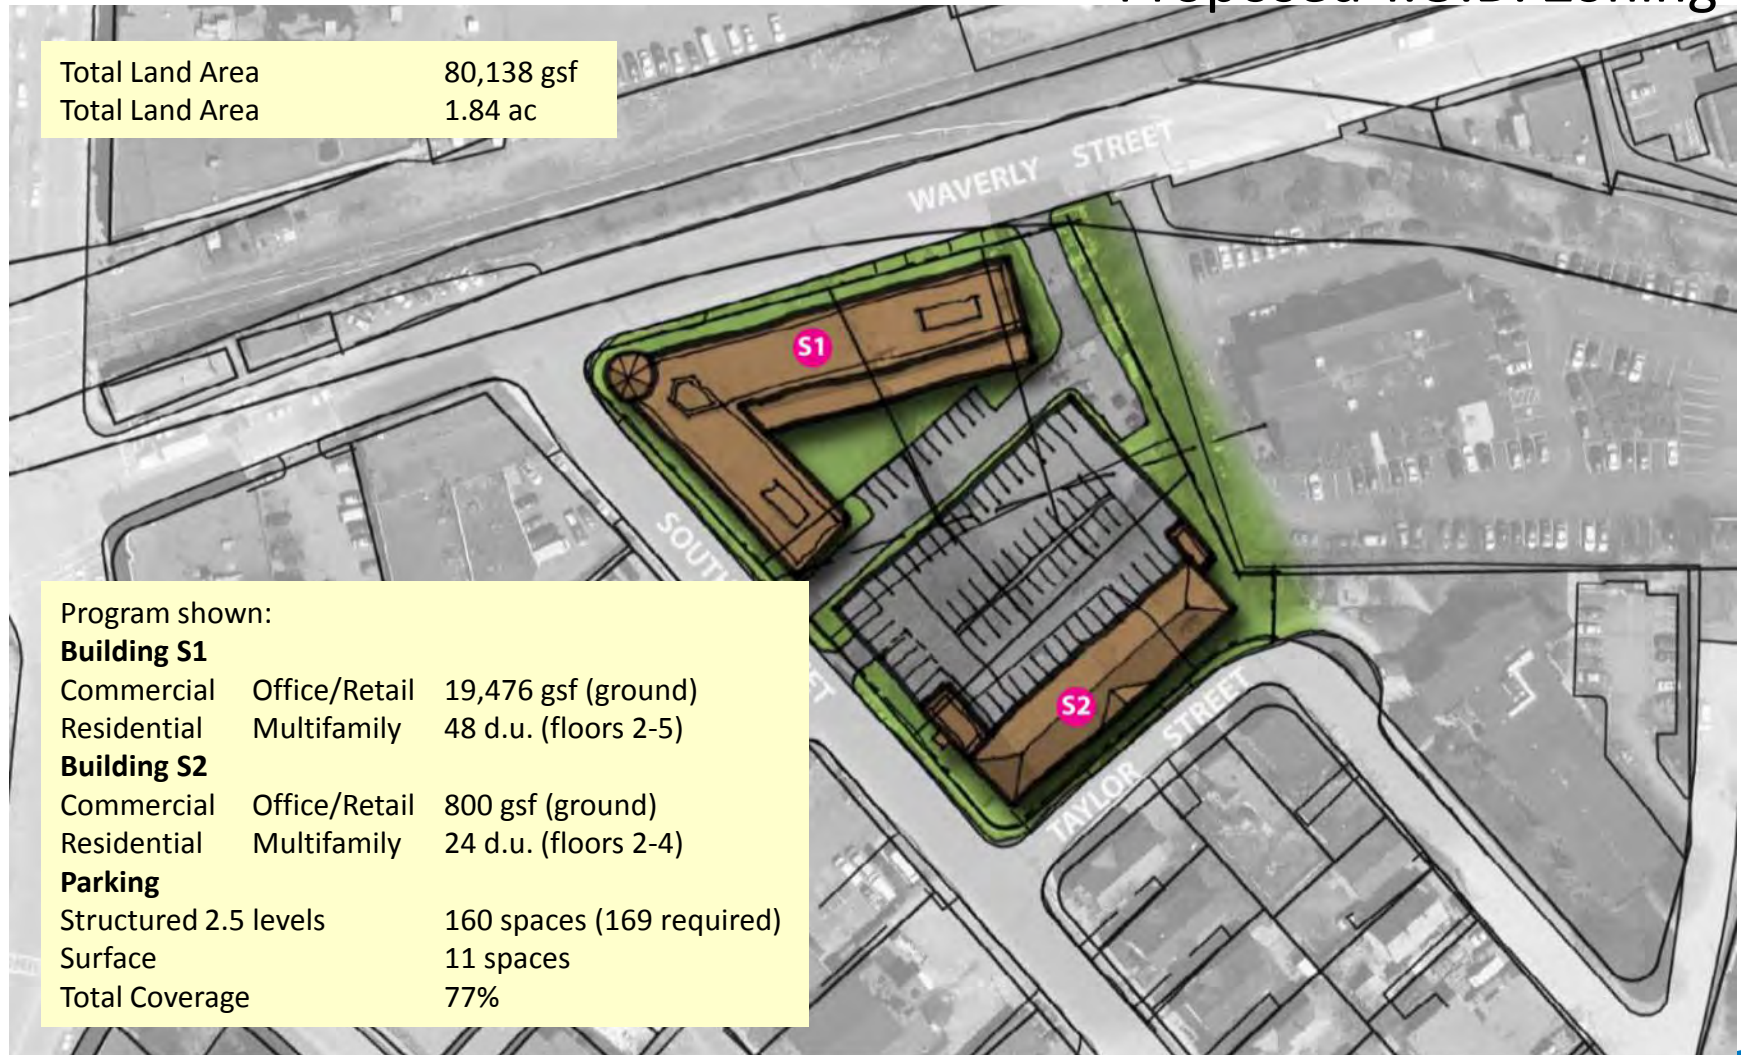 Total Land Area 80,138 gsf
Total Land Area 1.84 ac
WAVERLY STREET
S1
SOUTH
S2
TAYLOR STREET
Program shown:
Building S1
Commercial Office/Retail 19,476 gsf (ground)
Residential Multifamily 48 d.u. (floors 2-5)
Building S2
Commercial Office/Retail 800 gsf (ground)
Residential Multifamily 24 d.u. (floors 2-4)
Parking
Structured 2.5 levels 160 spaces (169 required)
Surface 11 spaces
Total Coverage 77%